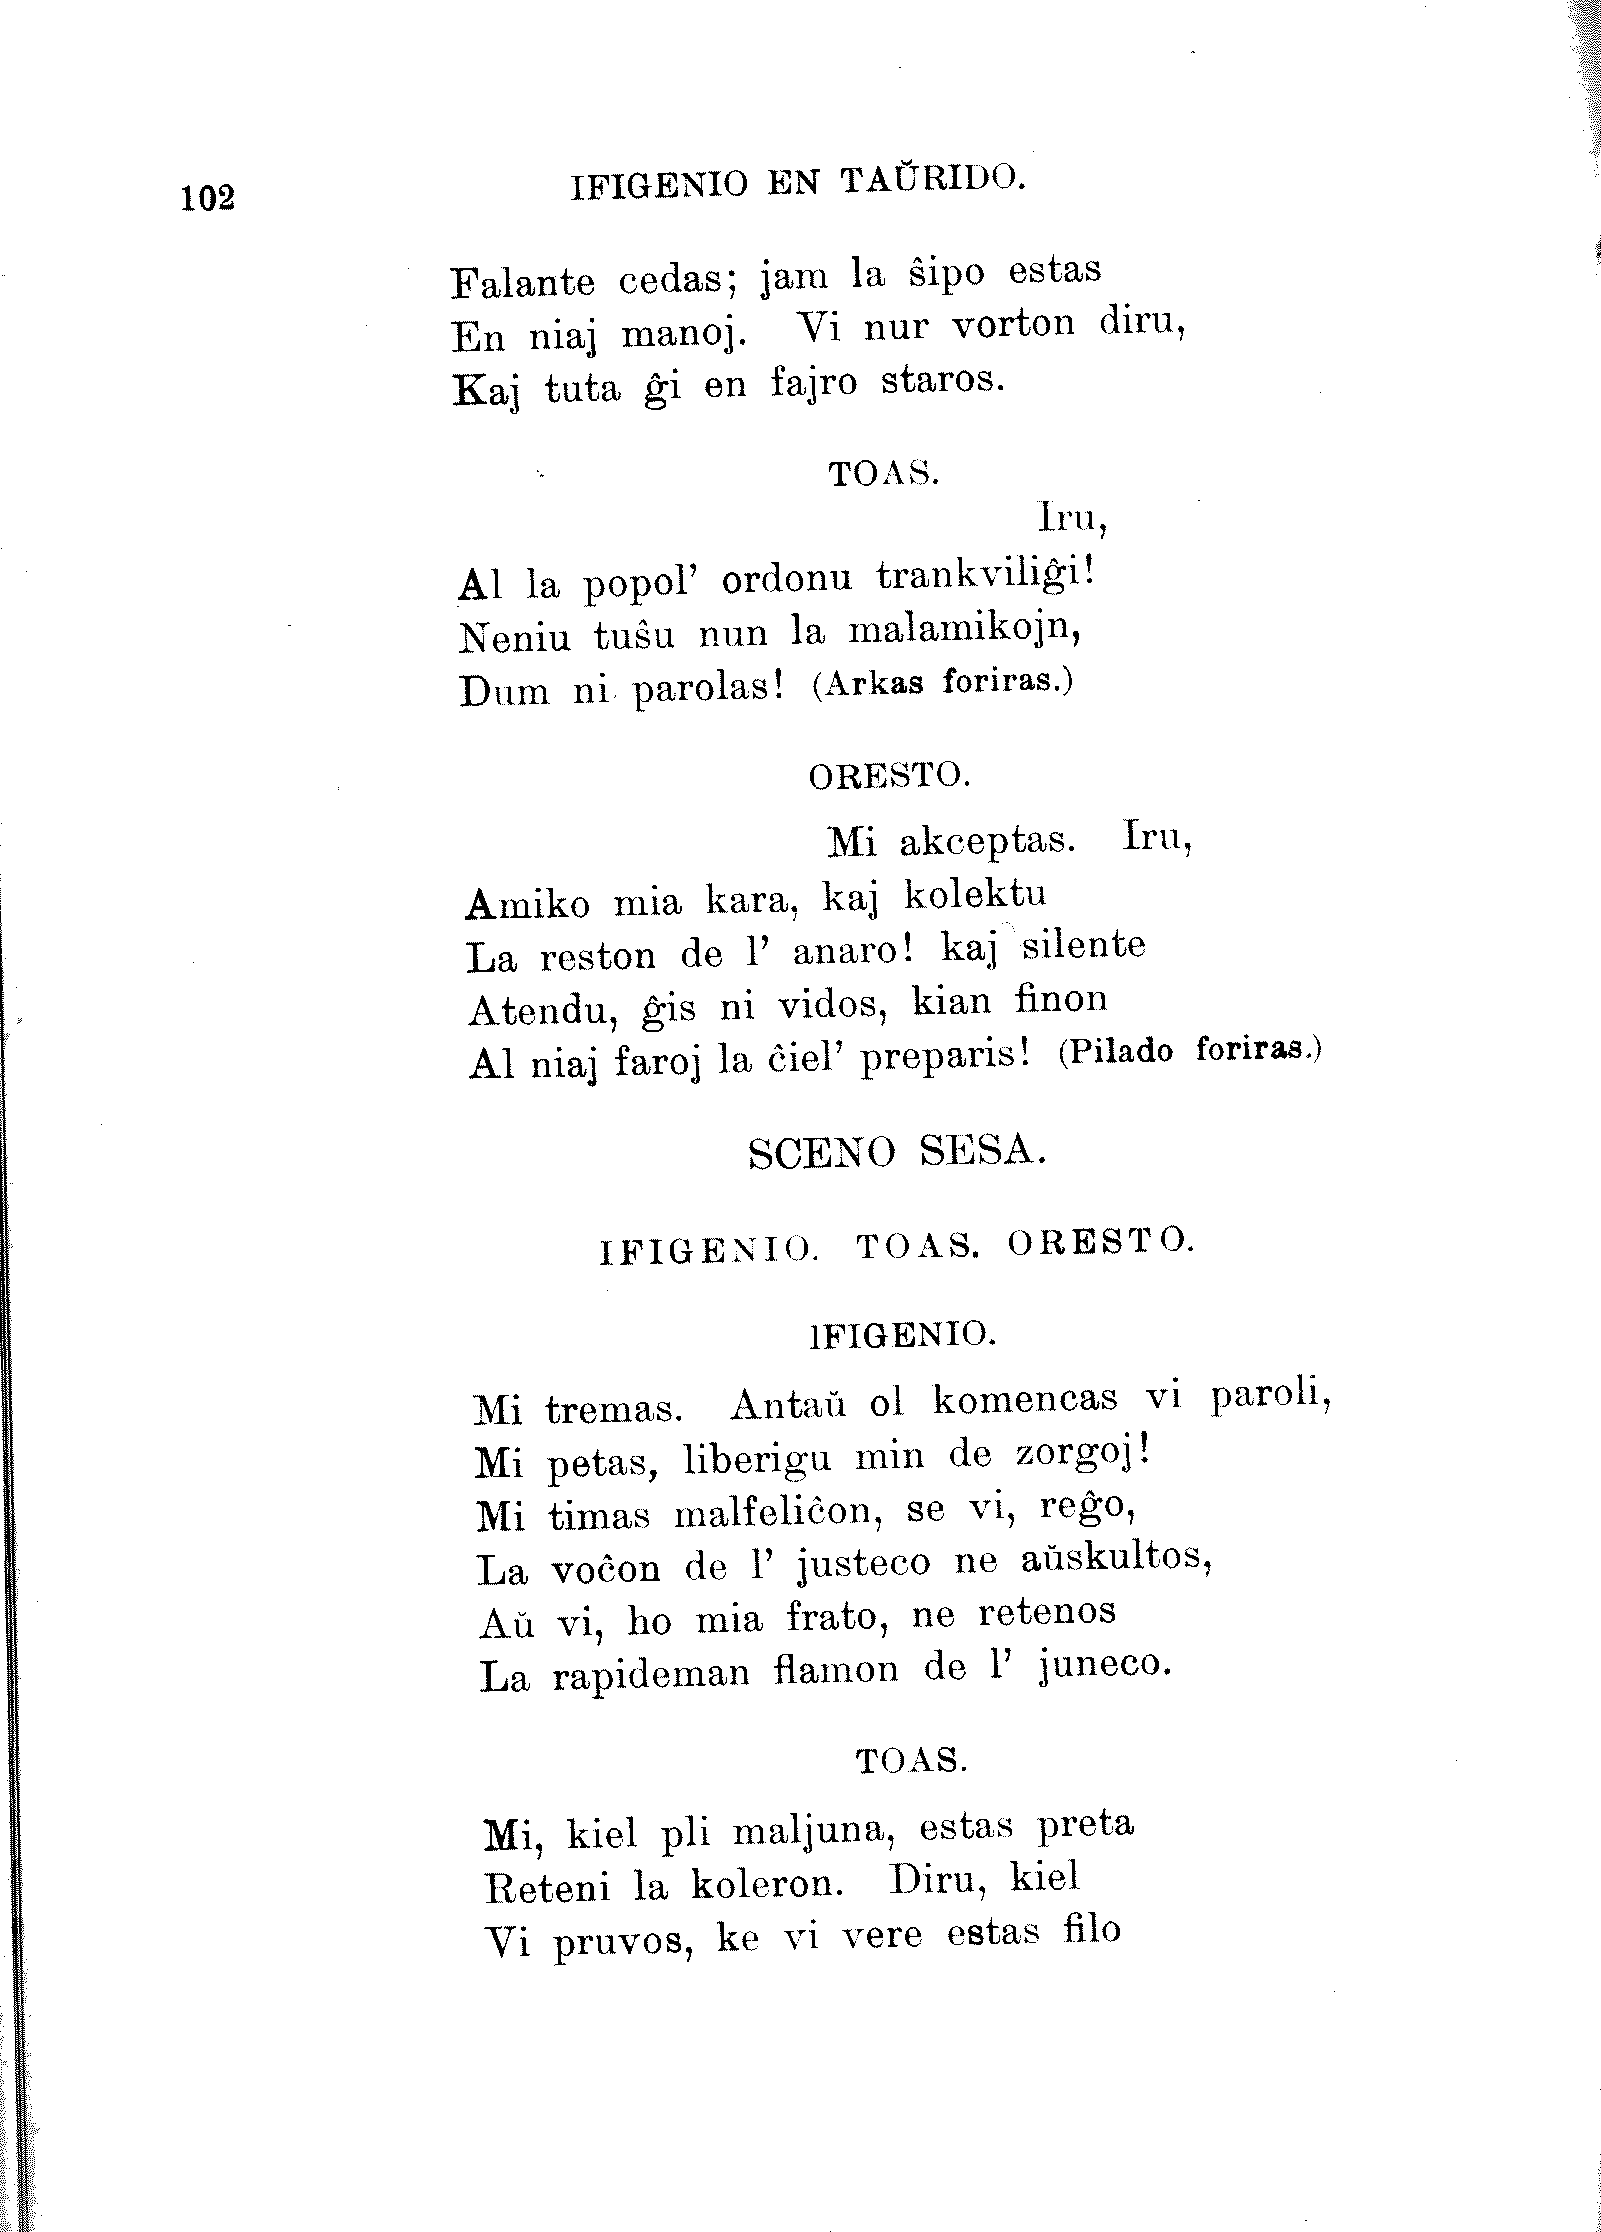 102
IFIGENIO EN TAŬRIDO.
Falante cedas; jam la ŝipo estas
En niaj manoj. Vi nur vorton diru,
Kaj tuta ĝi en fajro staros.
TOAS.
Iru,
Al la popol’ ordonu trankviliĝi!
Neniu tuŝu nun la malamikojn,
Dum ni parolas! (Arkas foriras.)
ORESTO.
Mi akceptas. Iru,
Amiko mia kara, kaj kolektu
La reston de l’ anaro! kaj silente
Atendu, ĝis ni vidos, kian finon
Al niaj faroj la ĉiel’ preparis! (Pilado foriras.)
SCENO SESA.
IFIGENIO. TOAS. ORESTO.
IFIGENIO.
Mi tremas. Antaŭ ol komencas vi paroli,
Mi petas, liberigu min de zorgoj!
Mi timas malfeliĉon, se vi, reĝo,
La voĉon de l’ justeco ne aŭskultos,
Aŭ vi, ho mia frato, ne retenos
La rapideman flamon de l’ juneco.
TOAS.
Mi, kiel pli maljuna, estas preta
Reteni la koleron. Diru, kiel
Vi pruvos, ke vi vere estas filo